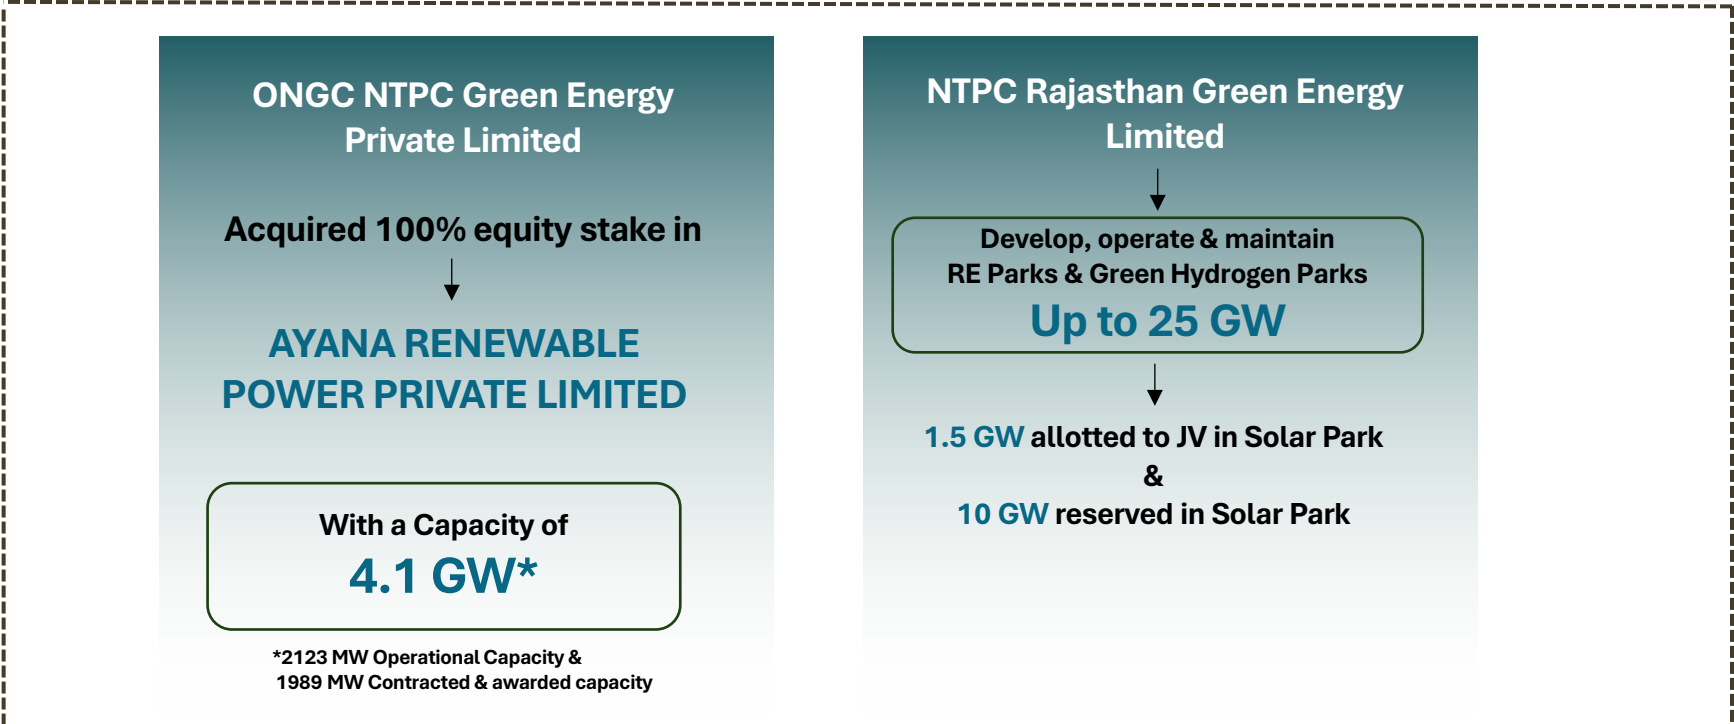 ONGC NTPC Green Energy
Private Limited
Acquired 100% equity stake in
AYANA RENEWABLE
POWER PRIVATE LIMITED
With a Capacity of
4.1 GW*
*2123 MW Operational Capacity &
1989 MW Contracted & awarded capacity
NTPC Rajasthan Green Energy
Limited
Develop, operate & maintain
RE Parks & Green Hydrogen Parks
Up to 25 GW
1.5 GW allotted to JV in Solar Park
&
10 GW reserved in Solar Park